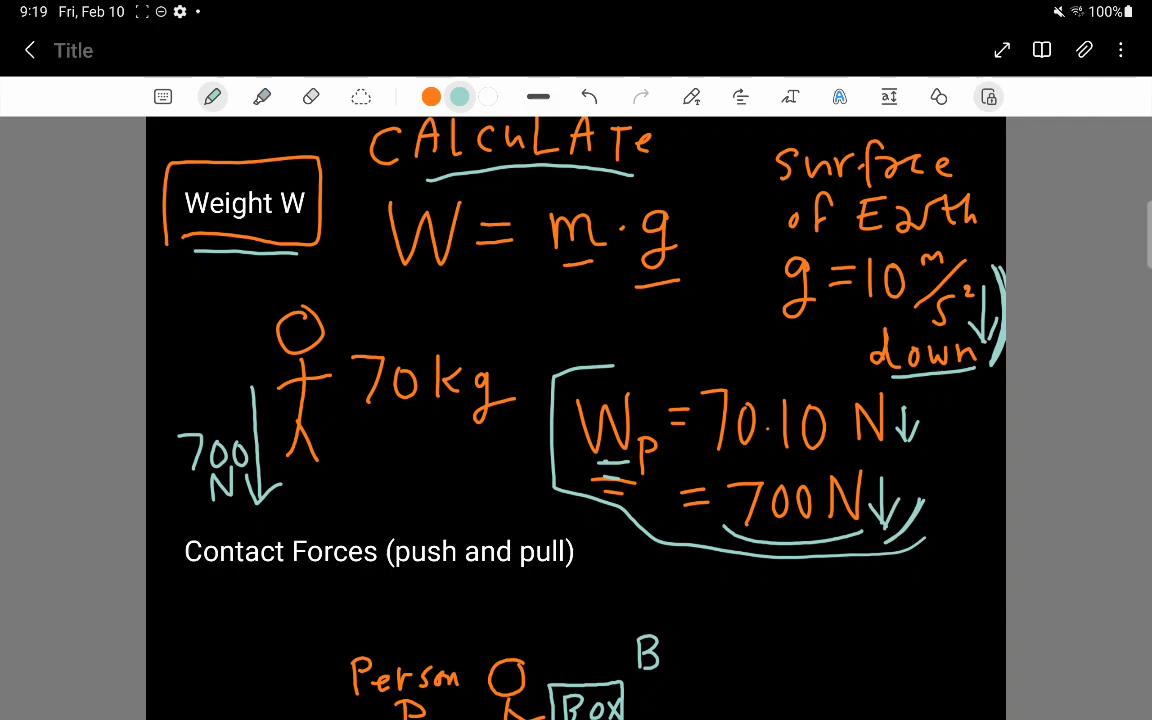 9:19 Fri, Feb 10
100%
Title
CALCULATe
Surface
of Earth
Weight W
W = m · g
g = 10 m/s²
down
70 kg
W_P = 70.10 N ↓
700
N
= 700 N ↓
Contact Forces (push and pull)
B
Person
P
Box